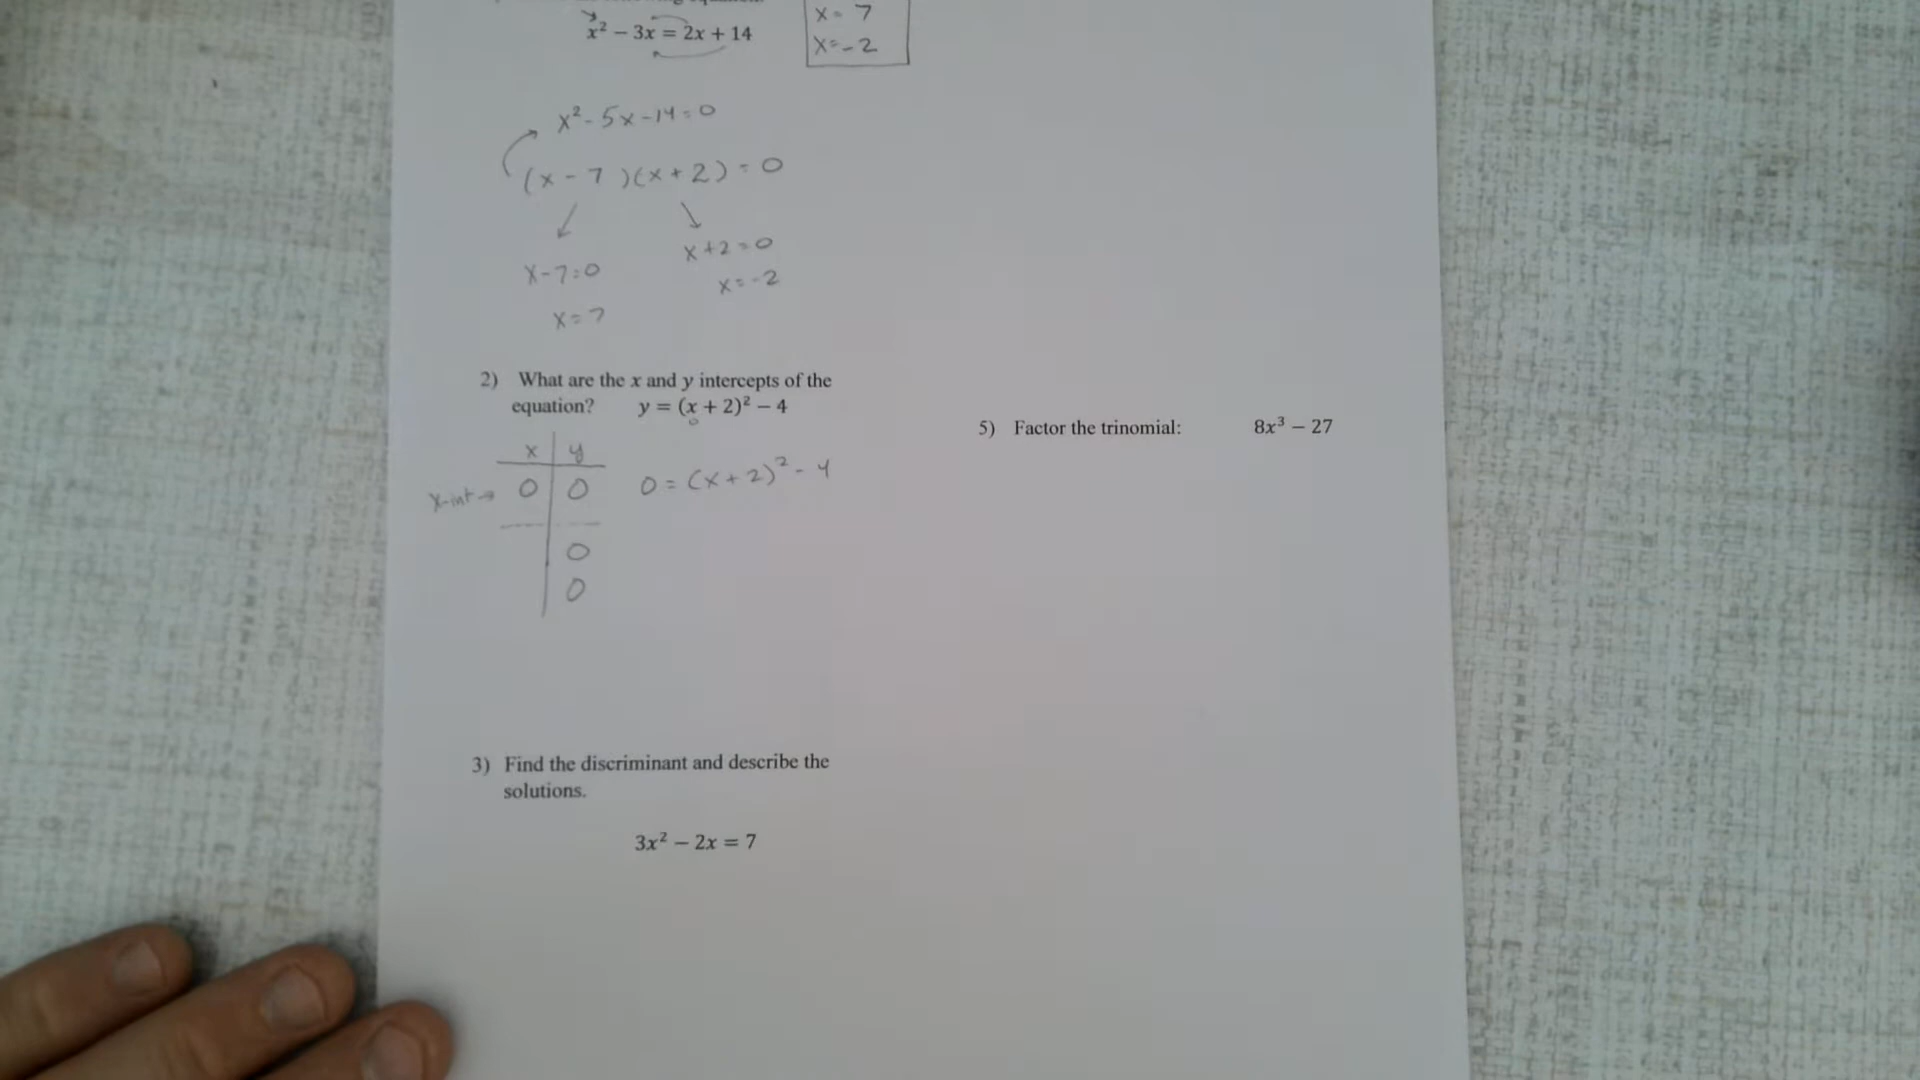 x² − 3x = 2x + 14
x = 7
x = -2
x² - 5x - 14 = 0
(x - 7)(x + 2) = 0
x - 7 = 0
x + 2 = 0
x = 7
x = -2
2) What are the x and y intercepts of the
equation? y = (x + 2)² − 4
0
x y
x-int → 0 0 0 = (x + 2)² - 4
0
0
3) Find the discriminant and describe the
solutions.
3x² − 2x = 7
5) Factor the trinomial: 8x³ − 27